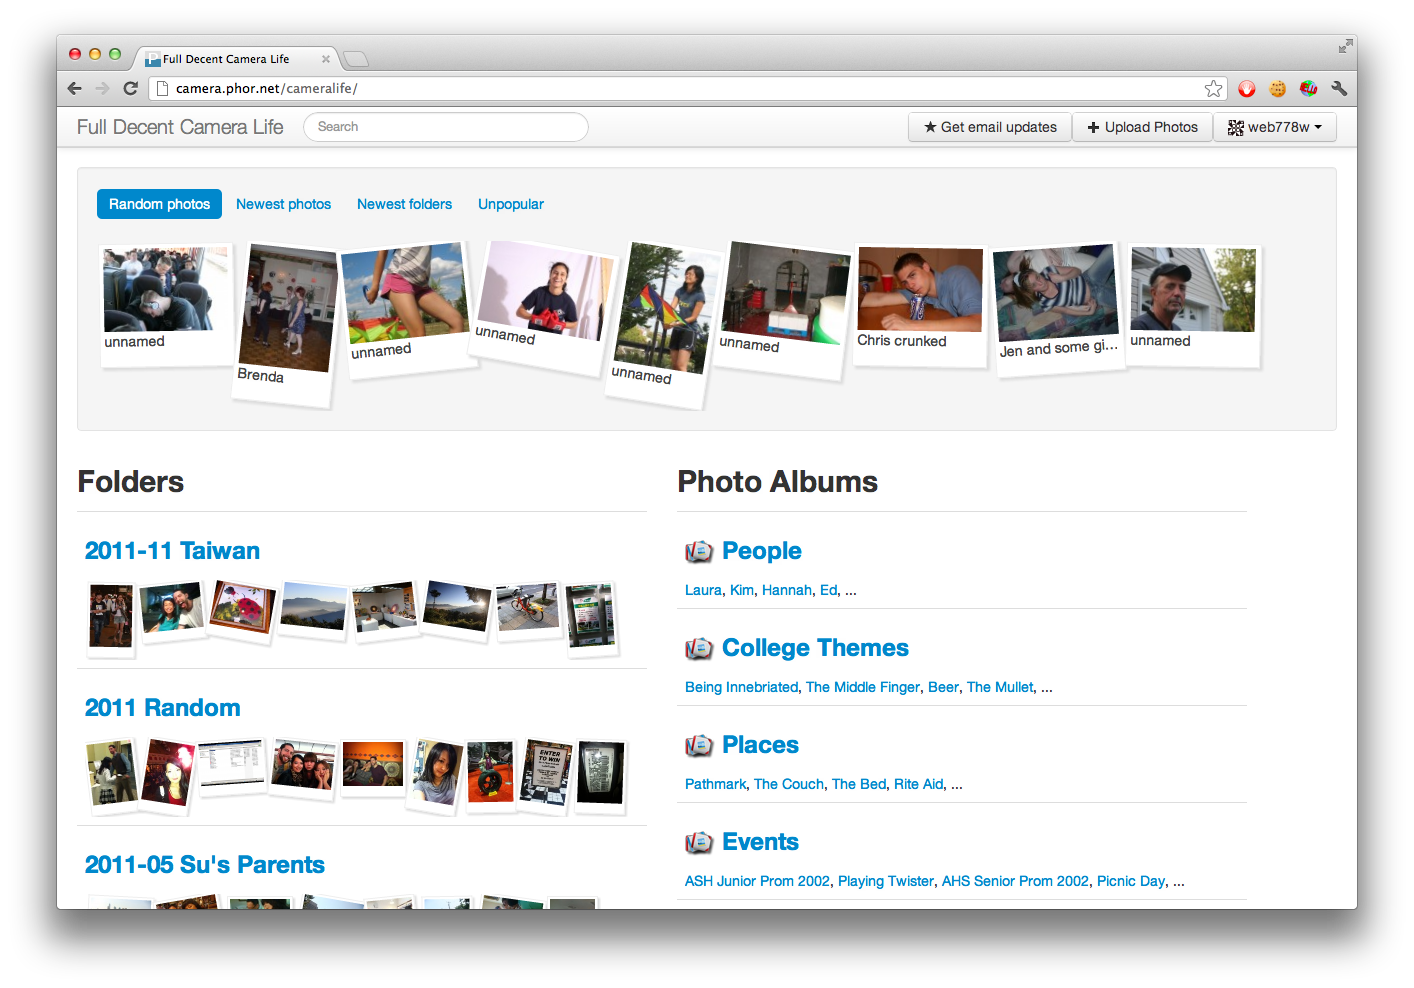 Full Decent Camera Life
camera.phor.net/cameralife/
Full Decent Camera Life
Search
★ Get email updates
+ Upload Photos
web778w
Random photos
Newest photos
Newest folders
Unpopular
unnamed
Brenda
unnamed
unnamed
unnamed
unnamed
Chris crunked
Jen and some gi...
unnamed
Folders
Photo Albums
2011-11 Taiwan
2011 Random
ENTER
TO WIN
2011-05 Su's Parents
People
Laura, Kim, Hannah, Ed, ...
College Themes
Being Innebriated, The Middle Finger, Beer, The Mullet, ...
Places
Pathmark, The Couch, The Bed, Rite Aid, ...
Events
ASH Junior Prom 2002, Playing Twister, AHS Senior Prom 2002, Picnic Day, ...